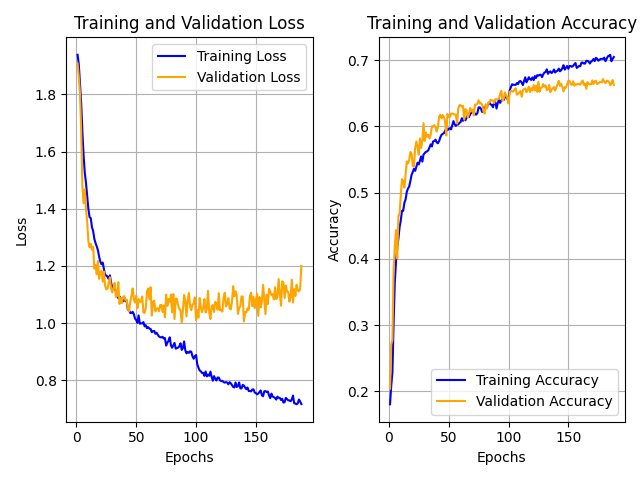 Training and Validation Loss
Training Loss
Validation Loss
1.8
1.6
1.4
1.2
1.0
0.8
0
50
100
150
Loss
Epochs
Training and Validation Accuracy
0.7
0.6
0.5
0.4
0.3
0.2
Training Accuracy
Validation Accuracy
0
50
100
150
Accuracy
Epochs